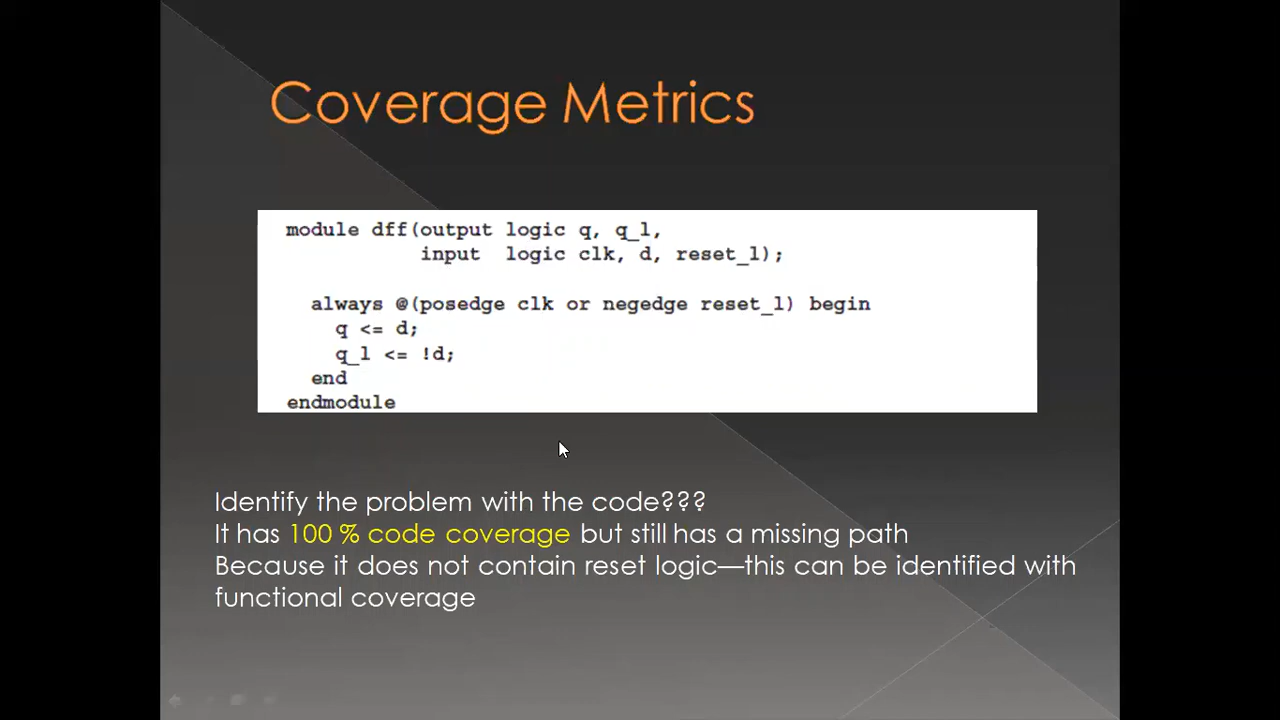 Coverage Metrics
module dff(output logic q, q_l,
input logic clk, d, reset_l);
always @(posedge clk or negedge reset_l) begin
q <= d;
q_l <= !d;
end
endmodule
Identify the problem with the code???
It has 100 % code coverage but still has a missing path
Because it does not contain reset logic—this can be identified with
functional coverage